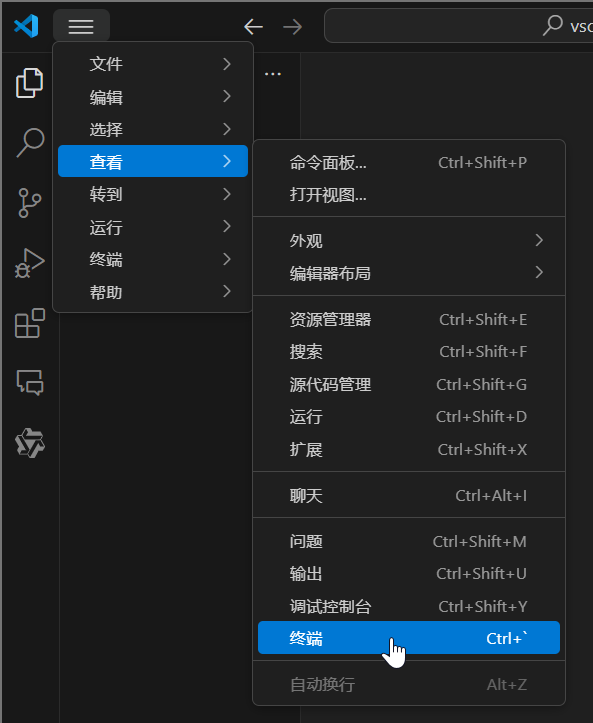 vsc
文件
编辑
选择
查看
转到
运行
终端
帮助
命令面板... Ctrl+Shift+P
打开视图...
外观
编辑器布局
资源管理器 Ctrl+Shift+E
搜索 Ctrl+Shift+F
源代码管理 Ctrl+Shift+G
运行 Ctrl+Shift+D
扩展 Ctrl+Shift+X
聊天 Ctrl+Alt+I
问题 Ctrl+Shift+M
输出 Ctrl+Shift+U
调试控制台 Ctrl+Shift+Y
终端 Ctrl+`
自动换行 Alt+Z